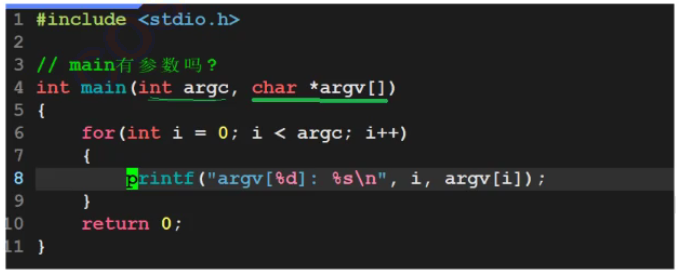 1 #include <stdio.h>
2
3 // main有参数吗?
4 int main(int argc, char *argv[])
5 {
6     for(int i = 0; i < argc; i++)
7     {
8         printf("argv[%d]: %s\n", i, argv[i]);
9     }
10     return 0;
11 }